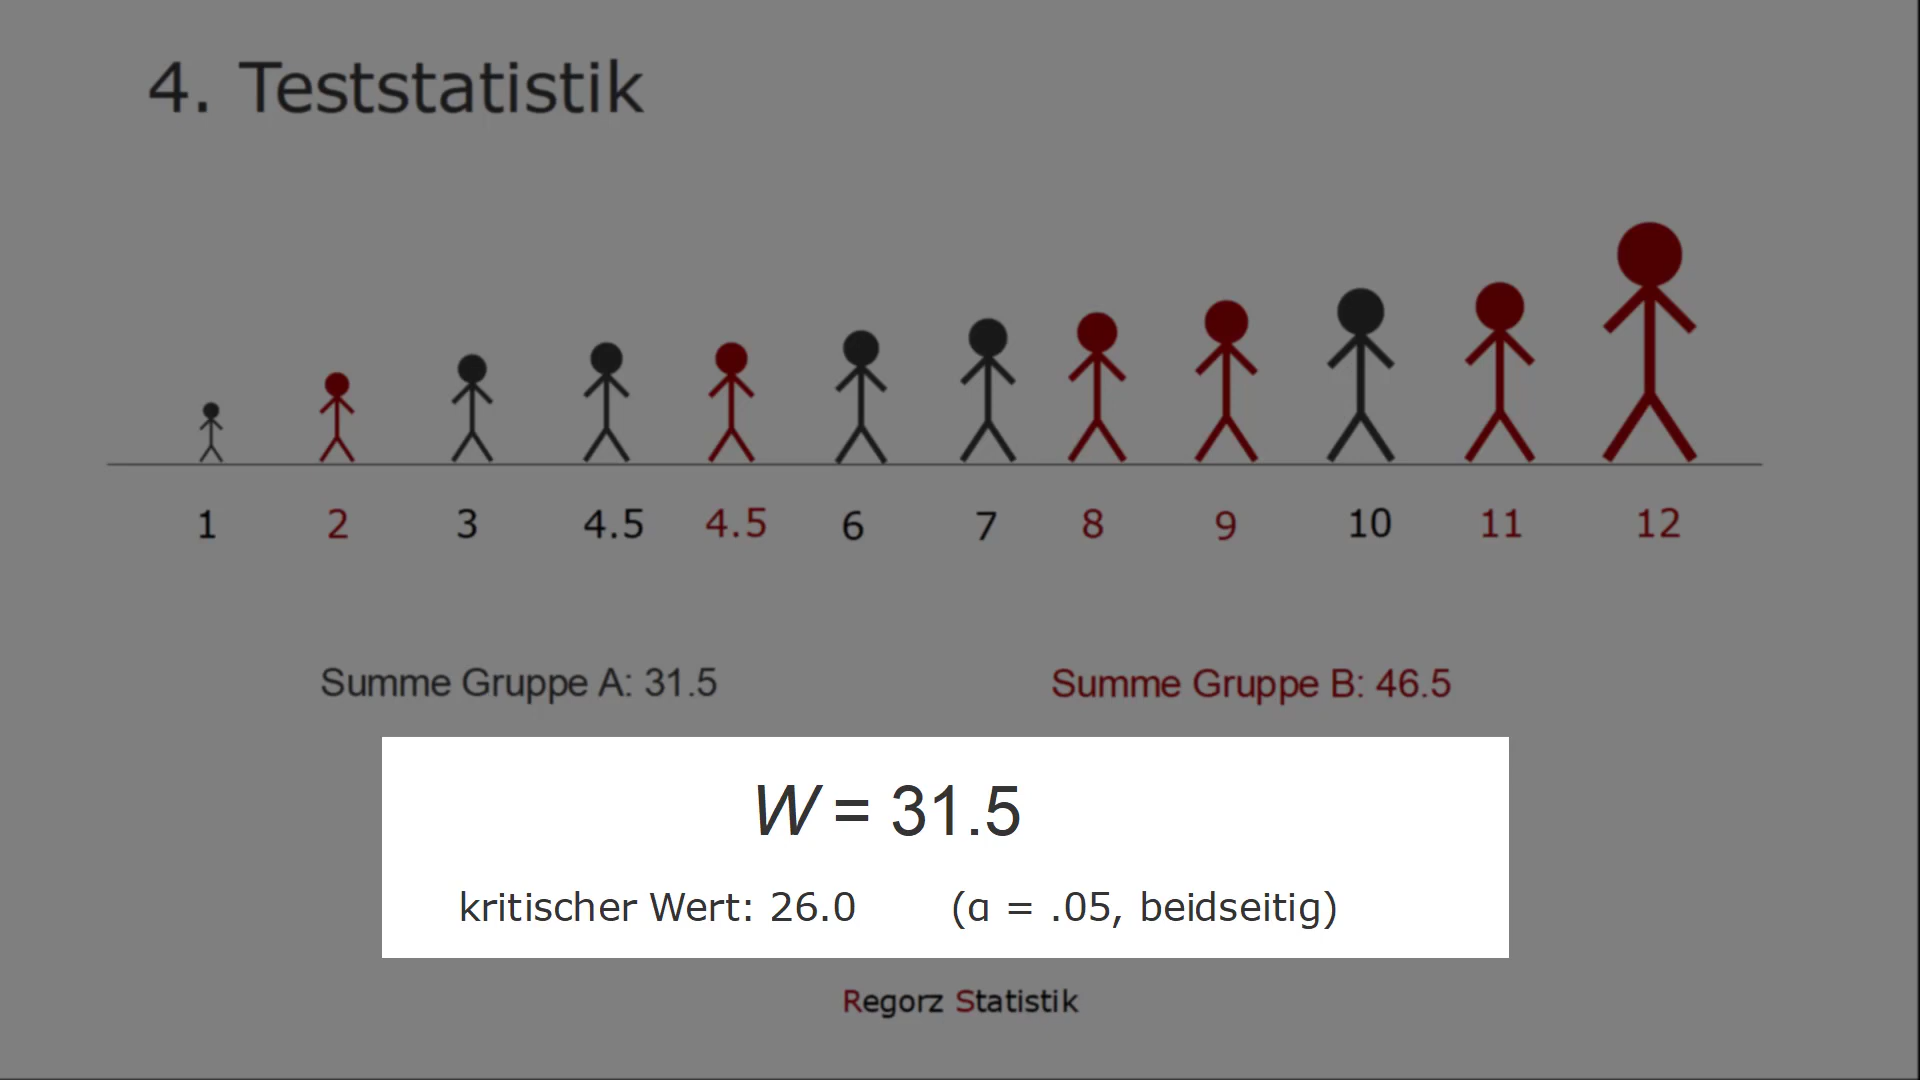 4. Teststatistik
1 2 3 4.5 4.5 6 7 8 9 10 11 12
Summe Gruppe A: 31.5 Summe Gruppe B: 46.5
W = 31.5
kritischer Wert: 26.0 (α = .05, beidseitig)
Regorz Statistik